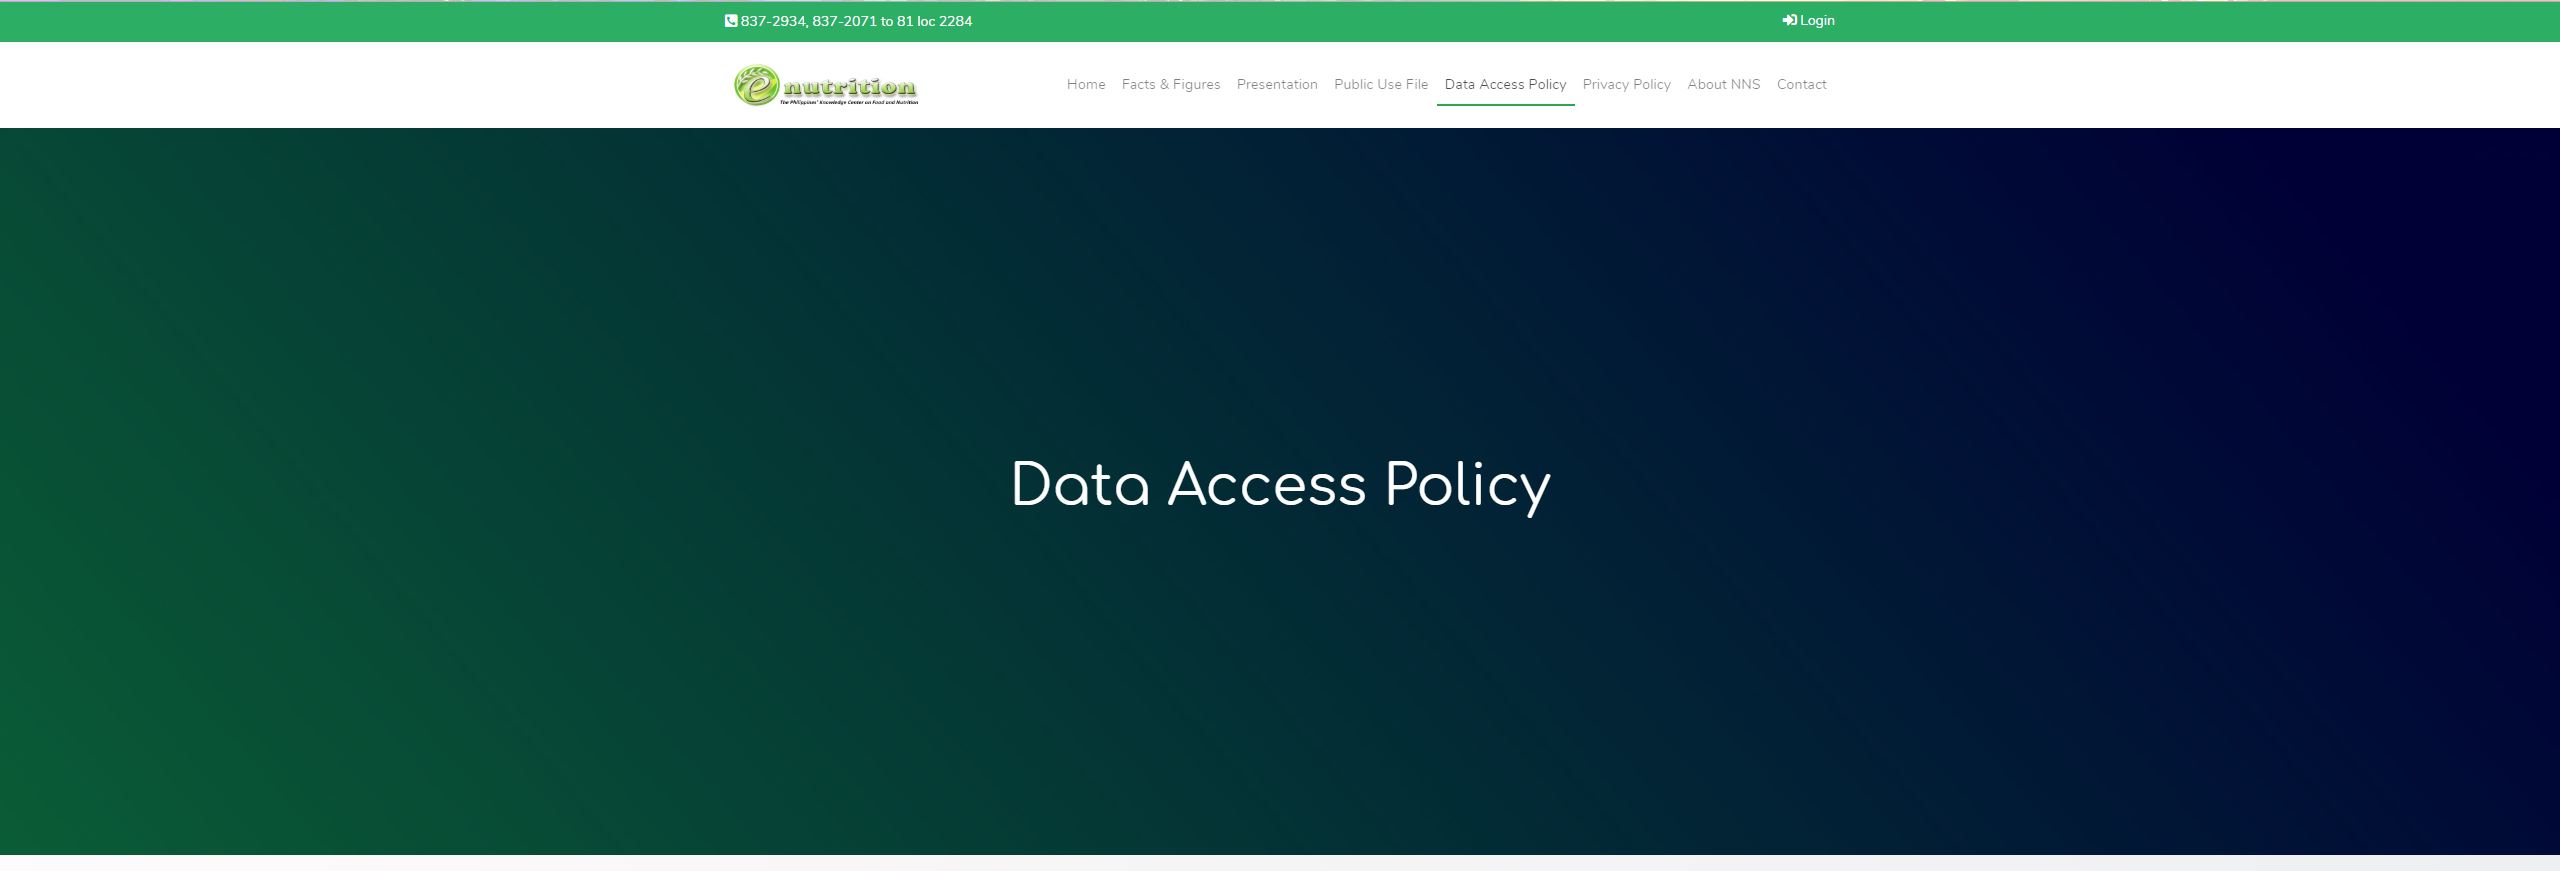 837-2934, 837-2071 to 81 loc 2284
Login
e nutrition
The Philippines' Knowledge Center on Food and Nutrition
Home Facts & Figures Presentation Public Use File Data Access Policy Privacy Policy About NNS Contact
Data Access Policy